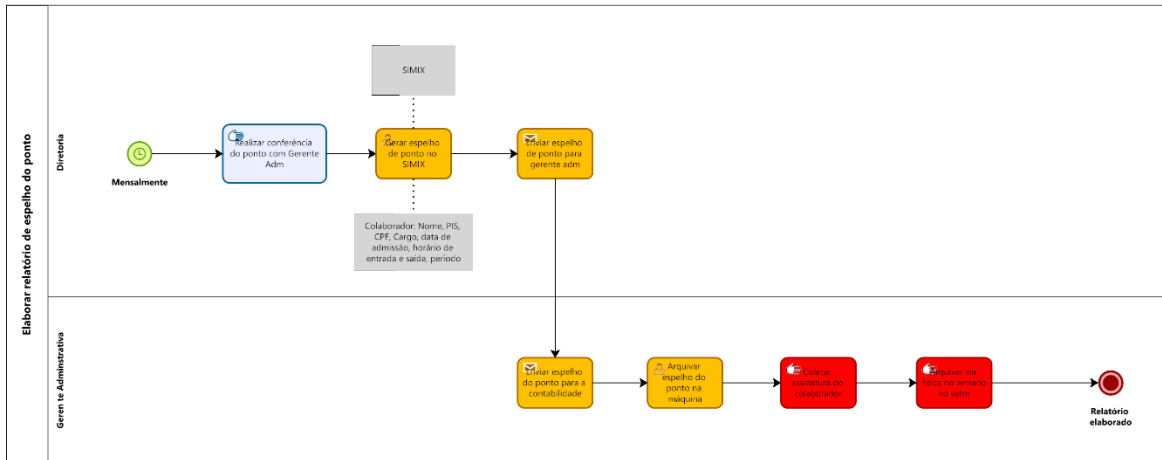 Elaborar relatório de espelho do ponto
Diretoria
SIMIX
Mensalmente
Realizar conferência
do ponto com Gerente
Adm
Gerar espelho
de ponto no
SIMIX
Enviar espelho
de ponto para
gerente adm
Colaborador: Nome, PIS,
CPF, Cargo, data de
admissão, horário de
entrada e saída, periodo
Geren te Adminstrativa
Enviar espelho
do ponto para a
contabilidade
Arquivar
espelho do
ponto na
máquina
Coletar
assinatura do
colaborador
Arquivar via
física no armário
no setor
Relatório
elaborado